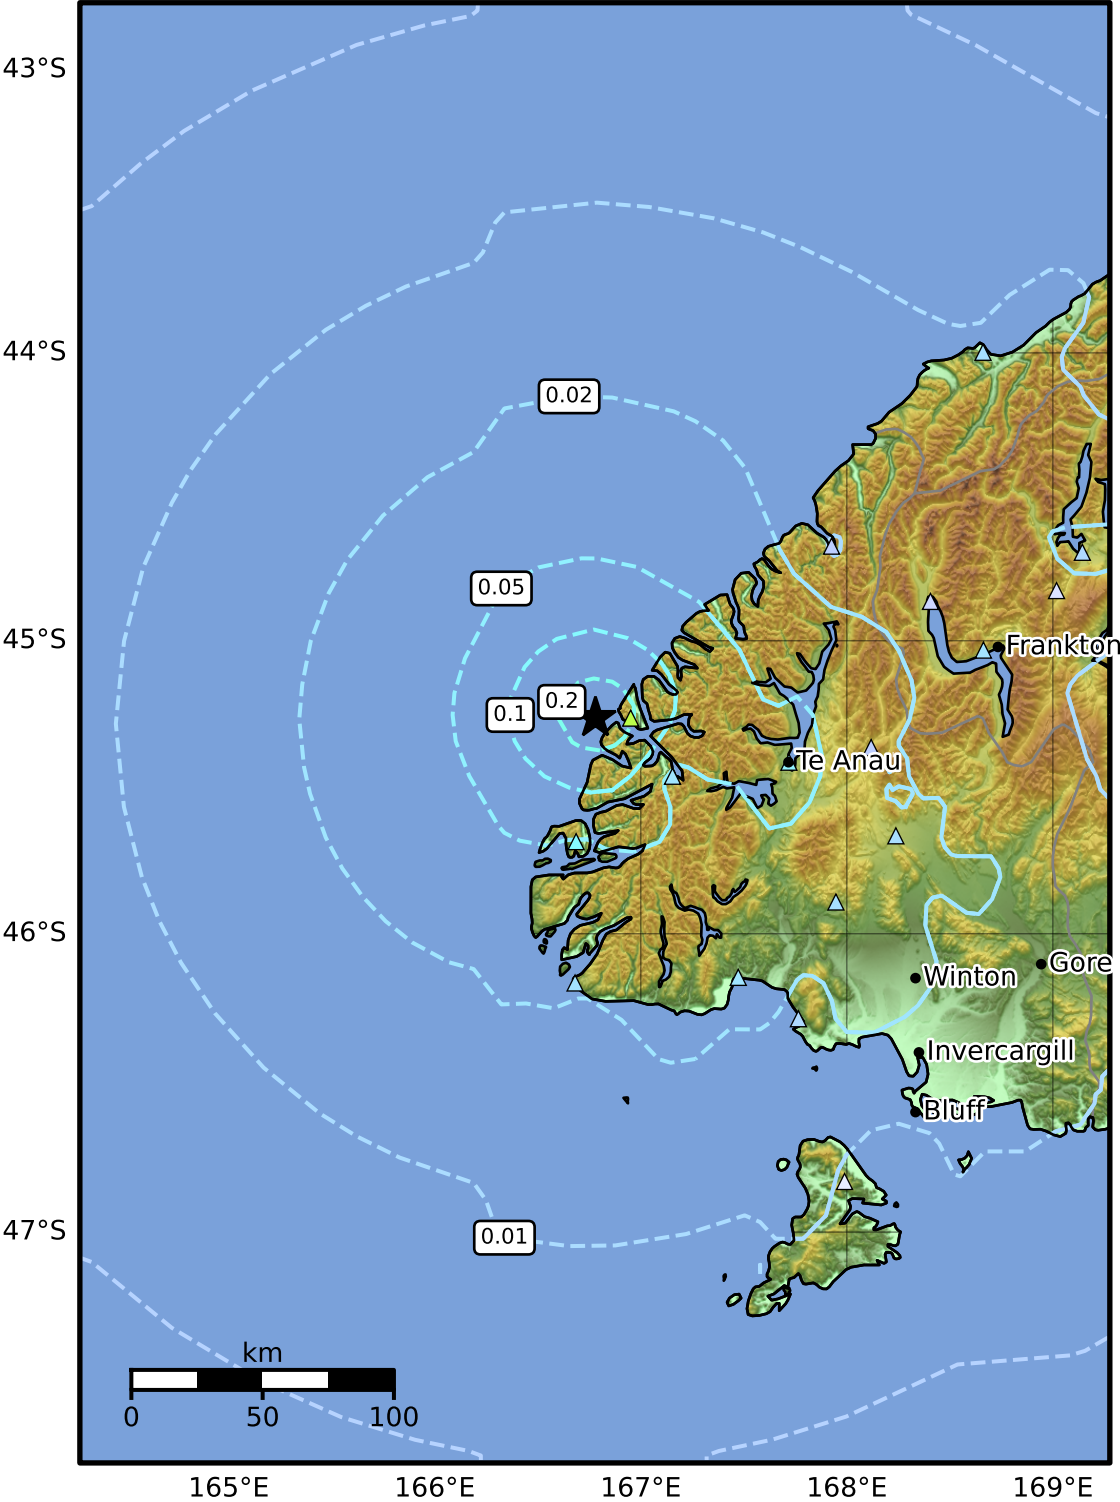 43°S
44°S
0.02
0.05
45°S
Frankton
0.2
0.1
Te Anau
46°S
Gore
Winton
Invercargill
Bluff
47°S
0.01
km
0 50 100
165°E 166°E 167°E 168°E 169°E